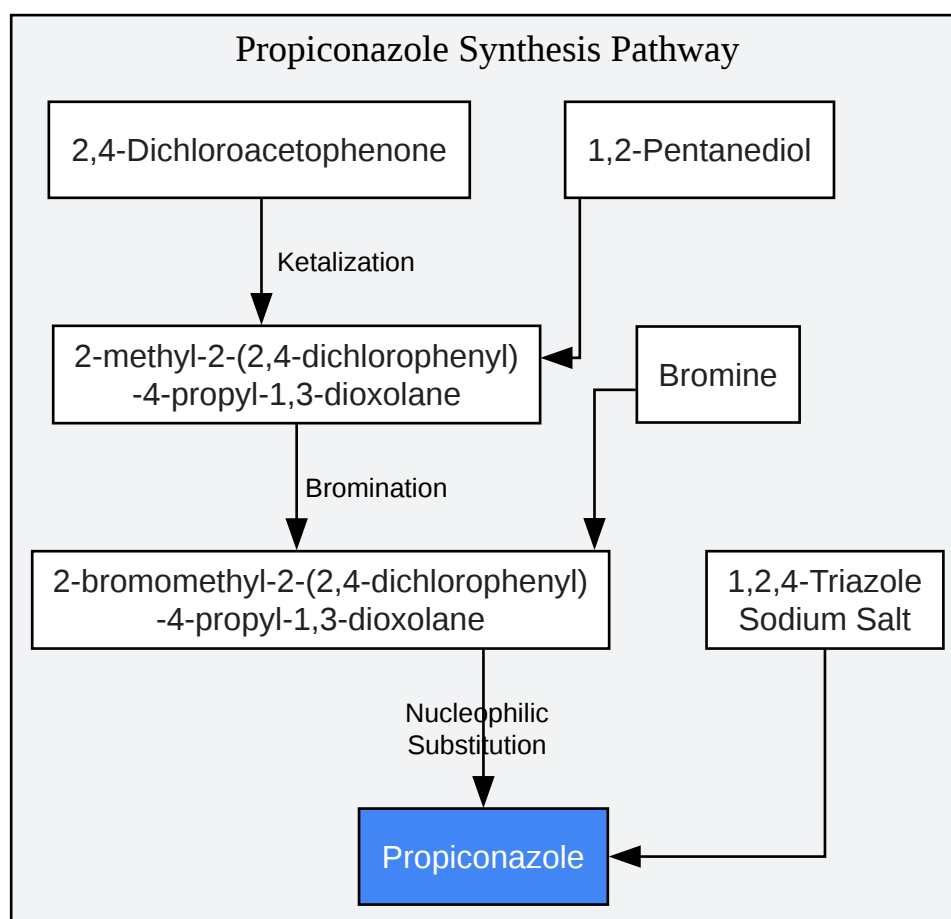 Propiconazole Synthesis Pathway
2,4-Dichloroacetophenone
1,2-Pentanediol
Ketalization
2-methyl-2-(2,4-dichlorophenyl)
-4-propyl-1,3-dioxolane
Bromine
Bromination
2-bromomethyl-2-(2,4-dichlorophenyl)
-4-propyl-1,3-dioxolane
1,2,4-Triazole
Sodium Salt
Nucleophilic
Substitution
Propiconazole